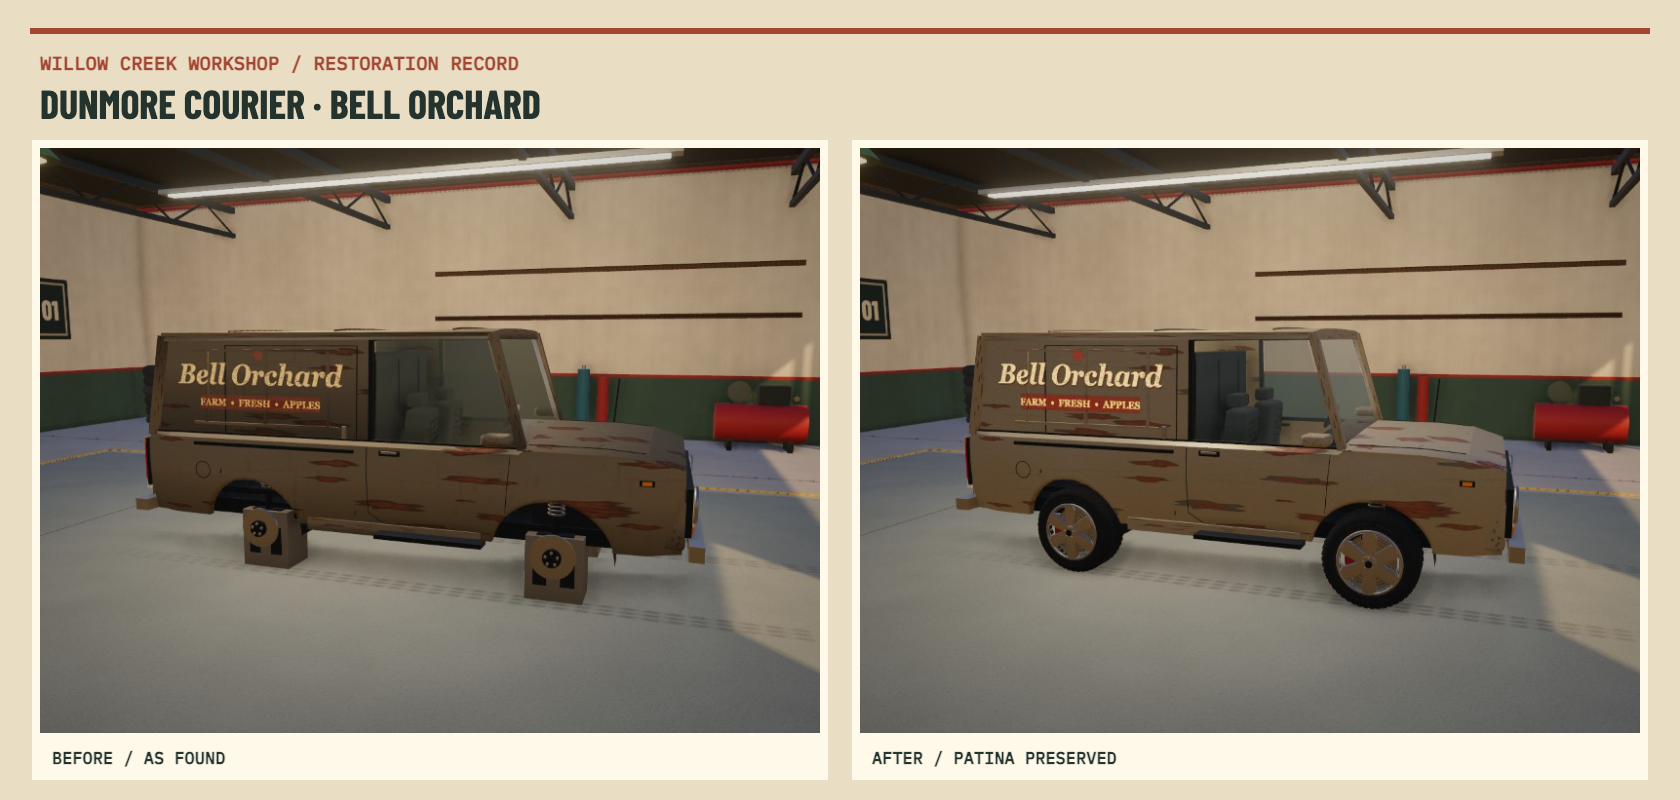 WILLOW CREEK WORKSHOP / RESTORATION RECORD
DUNMORE COURIER · BELL ORCHARD
01
Bell Orchard
FARM • FRESH • APPLES
BEFORE / AS FOUND
01
Bell Orchard
FARM • FRESH • APPLES
AFTER / PATINA PRESERVED